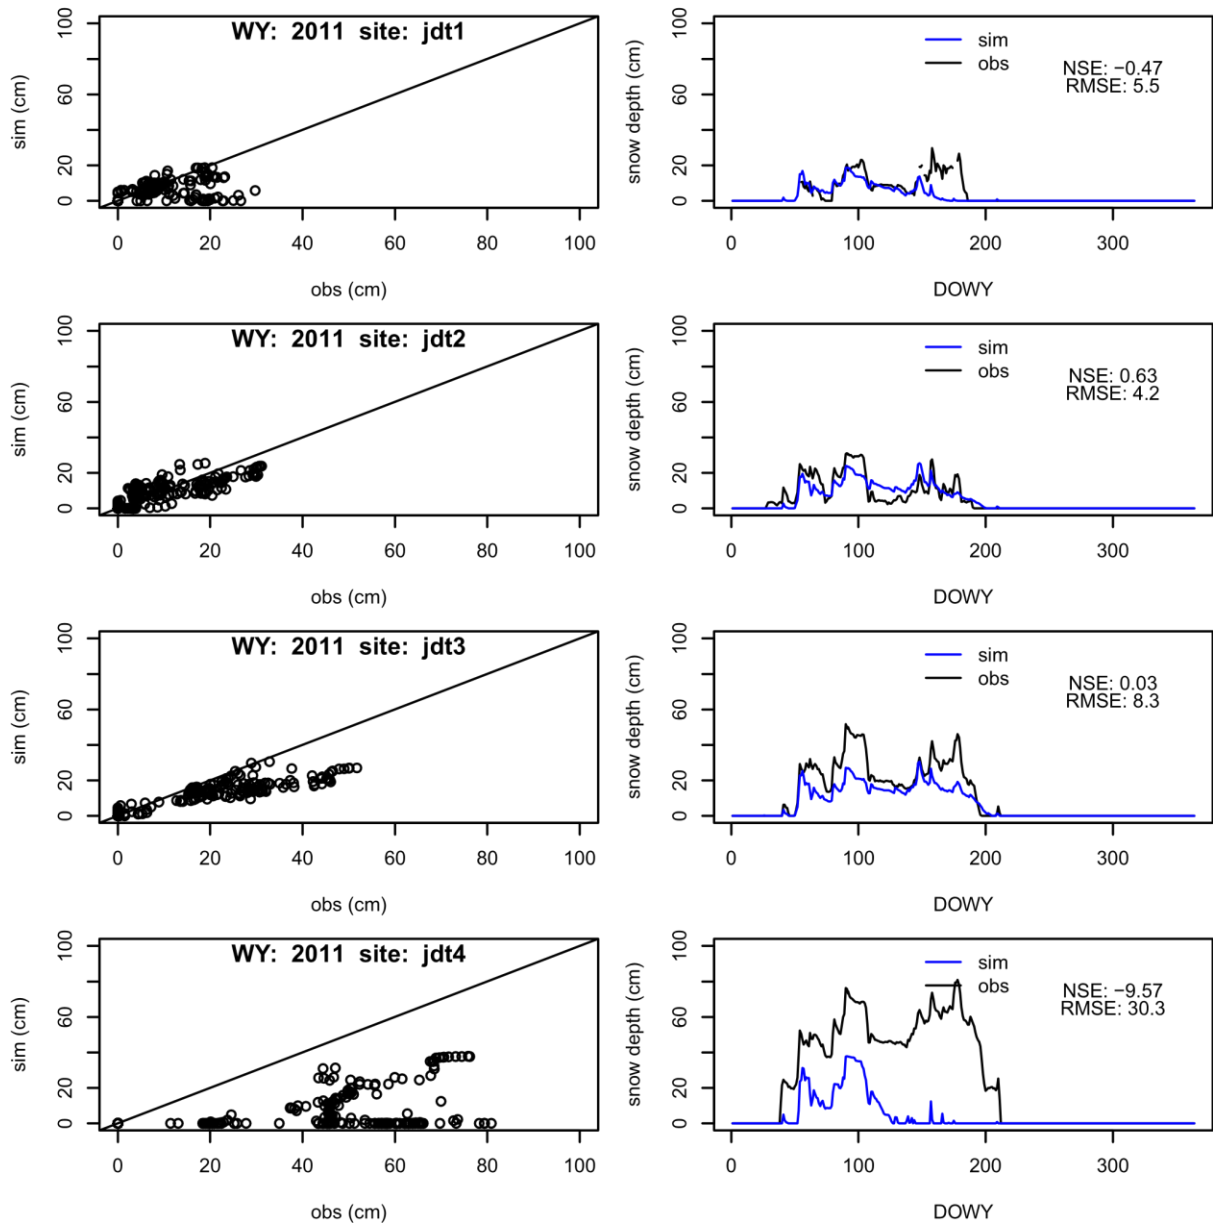 WY: 2011 site: jdt1
sim (cm)
100
60
20
0
0 20 40 60 80 100
obs (cm)
snow depth (cm)
100
60
20
0
sim
obs
NSE: −0.47
RMSE: 5.5
0 100 200 300
DOWY
WY: 2011 site: jdt2
sim (cm)
100
60
20
0
0 20 40 60 80 100
obs (cm)
snow depth (cm)
100
60
20
0
sim
obs
NSE: 0.63
RMSE: 4.2
0 100 200 300
DOWY
WY: 2011 site: jdt3
sim (cm)
100
60
20
0
0 20 40 60 80 100
obs (cm)
snow depth (cm)
100
60
20
0
sim
obs
NSE: 0.03
RMSE: 8.3
0 100 200 300
DOWY
WY: 2011 site: jdt4
sim (cm)
100
60
20
0
0 20 40 60 80 100
obs (cm)
snow depth (cm)
100
60
20
0
sim
obs
NSE: −9.57
RMSE: 30.3
0 100 200 300
DOWY